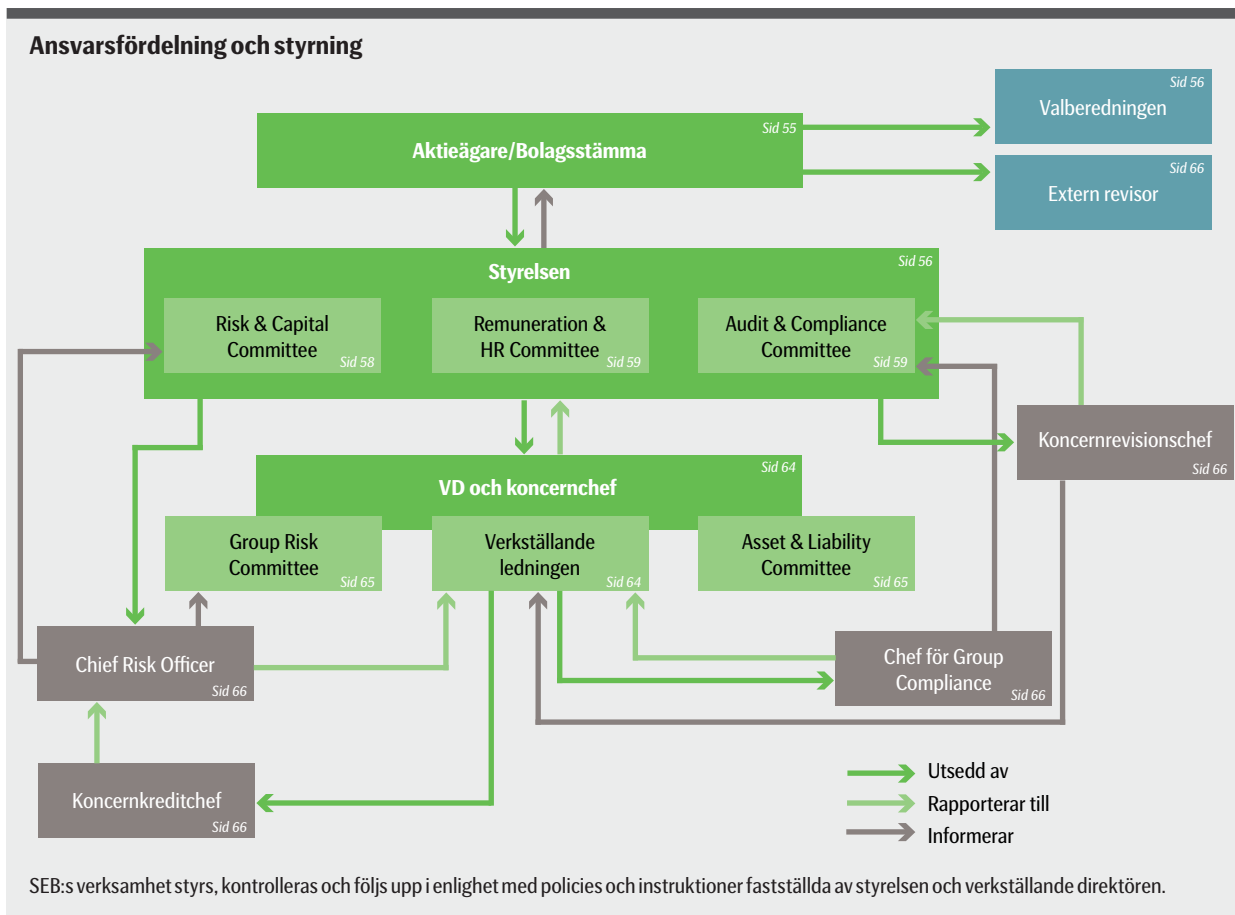 Ansvarsfördelning och styrning
Sid 56
Valberedningen
Sid 55
Aktieägare/Bolagsstämma
Sid 66
Extern revisor
Sid 56
Styrelsen
Risk & Capital
Committee
Sid 58
Remuneration &
HR Committee
Sid 59
Audit & Compliance
Committee
Sid 59
Koncernrevisionschef
Sid 66
Sid 64
VD och koncernchef
Group Risk
Committee
Sid 65
Verkställande
ledningen
Sid 64
Asset & Liability
Committee
Sid 65
Chief Risk Officer
Sid 66
Chef för Group
Compliance
Sid 66
Koncernkreditchef
Sid 66
Utsedd av
Rapporterar till
Informerar
SEB:s verksamhet styrs, kontrolleras och följs upp i enlighet med policies och instruktioner fastställda av styrelsen och verkställande direktören.